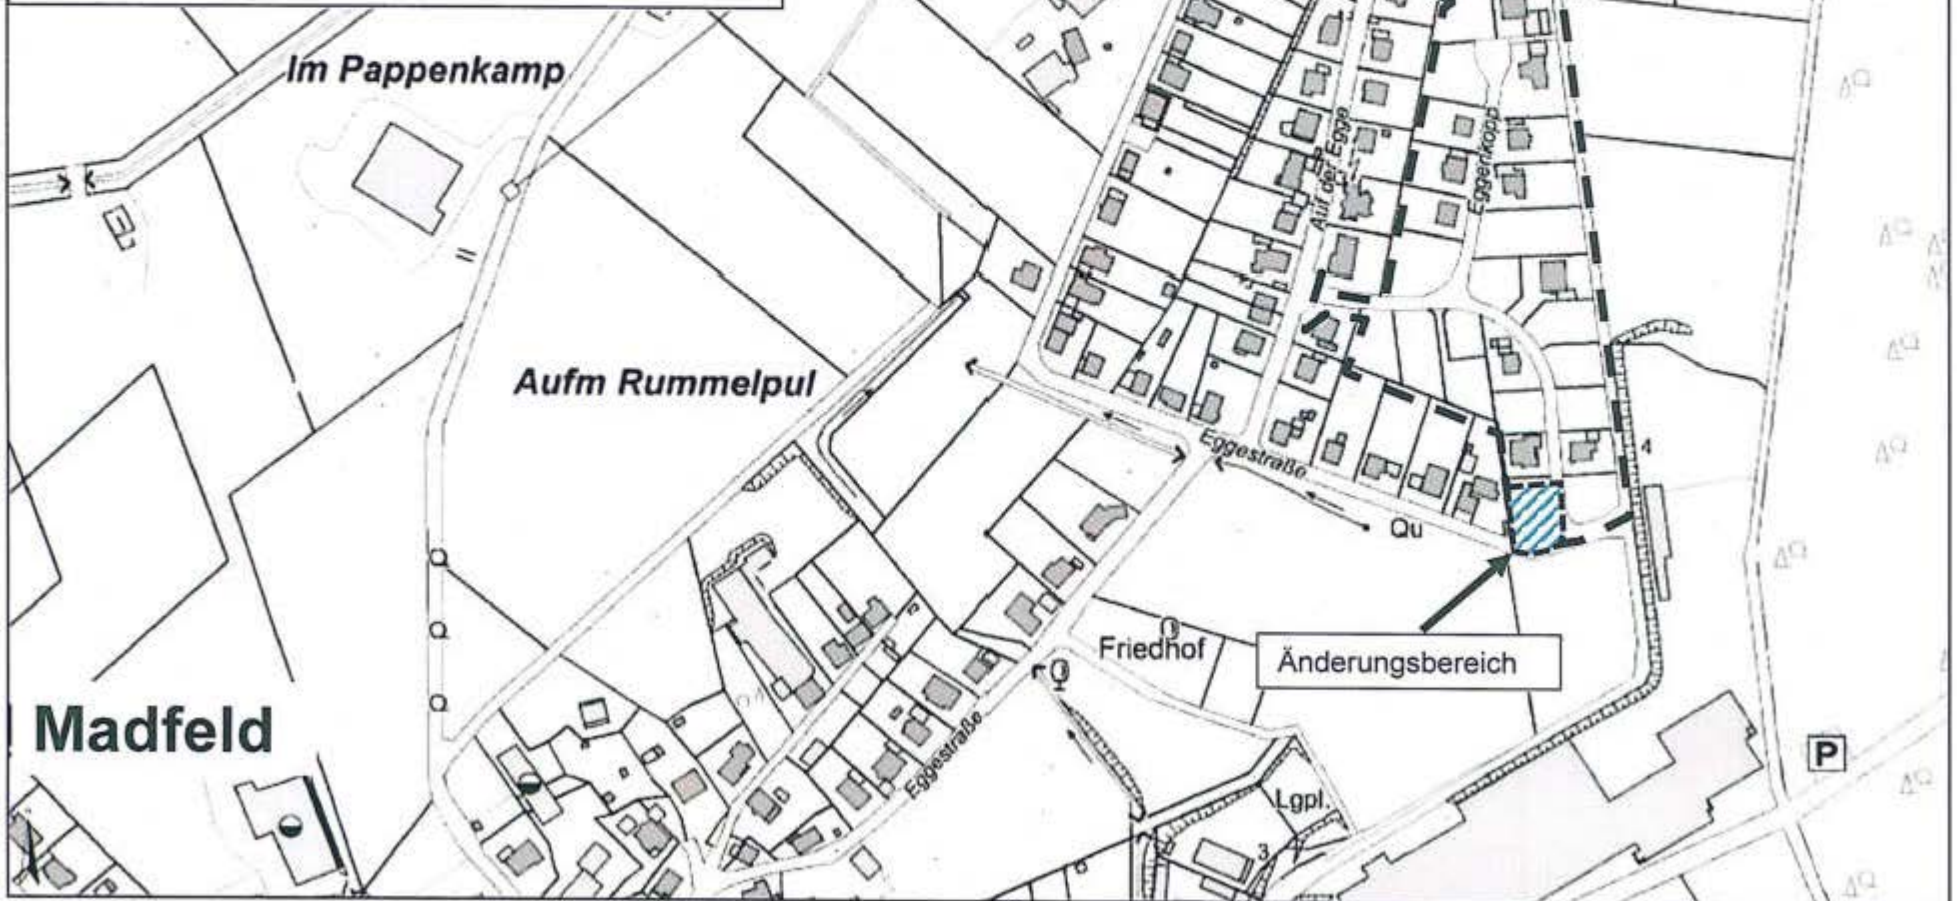 Im Pappenkamp
Auf der Egge
Eggenkopp
Aufm Rummelpul
Eggestraße
4
Qu
Friedhof
Änderungsbereich
Madfeld
Eggestraße
P
Lgpl.
3